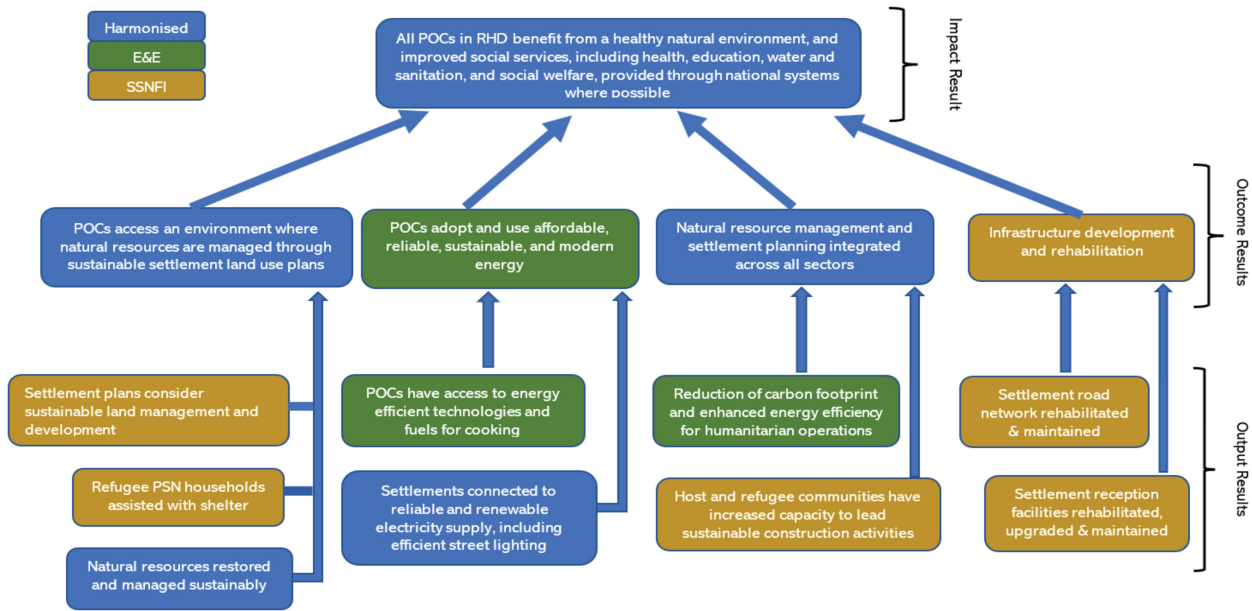 Harmonised
E&E
SSNFI
All POCs in RHD benefit from a healthy natural environment, and
improved social services, including health, education, water and
sanitation, and social welfare, provided through national systems
where possible
Impact Result
POCs access an environment where
natural resources are managed through
sustainable settlement land use plans
POCs adopt and use affordable,
reliable, sustainable, and modern
energy
Natural resource management and
settlement planning integrated
across all sectors
Infrastructure development
and rehabilitation
Outcome Results
Settlement plans consider
sustainable land management and
development
Refugee PSN households
assisted with shelter
Natural resources restored
and managed sustainably
POCs have access to energy
efficient technologies and
fuels for cooking
Settlements connected to
reliable and renewable
electricity supply, including
efficient street lighting
Reduction of carbon footprint
and enhanced energy efficiency
for humanitarian operations
Host and refugee communities have
increased capacity to lead
sustainable construction activities
Settlement road
network rehabilitated
& maintained
Settlement reception
facilities rehabilitated,
upgraded & maintained
Output Results